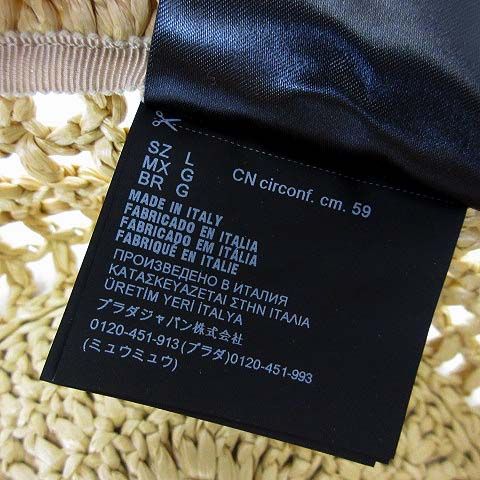 SZ L CN circonf. cm. 59
MX G
BR G
MADE IN ITALY
FABRICADO EN ITALIA
FABRICADO EM ITÁLIA
FABRIQUÉ EN ITALIE
ПРОИЗВЕДЕНО В ИТАЛИЯ
ΚΑΤΑΣΚΕΥΑΖΕΤΑΙ ΣΤΗΝ ΙΤΑΛΙΑ
ÜRETİM YERİ İTALYA
プラダジャパン株式会社
0120-451-913(プラダ)0120-451-993
(ミュウミュウ)